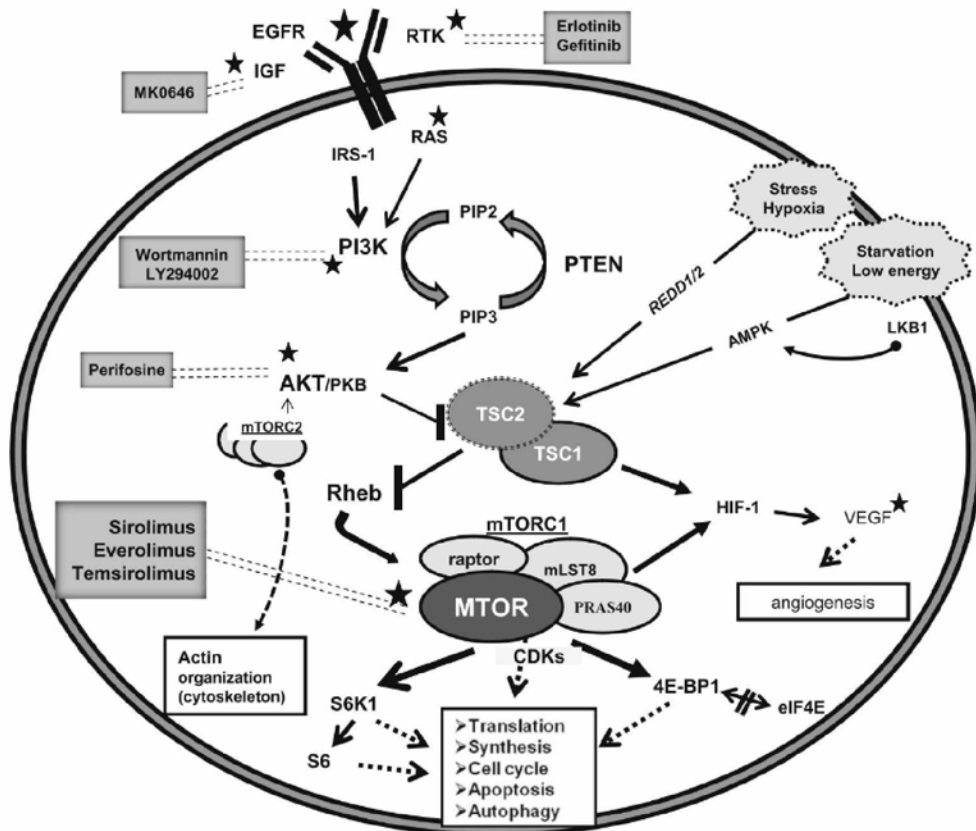 EGFR
RTK
Erlotinib
Gefitinib
IGF
MK0646
RAS
IRS-1
Stress
Hypoxia
PIP2
PI3K
Wortmannin
LY294002
PTEN
Starvation
Low energy
REDD1/2
PIP3
AMPK
LKB1
Perifosine
AKT/PKB
mTORC2
TSC2
TSC1
Rheb
HIF-1
VEGF
Sirolimus
Everolimus
Temsirolimus
mTORC1
raptor
mLST8
MTOR
PRAS40
angiogenesis
CDKs
Actin
organization
(cytoskeleton)
S6K1
4E-BP1
eIF4E
S6
➢Translation
➢Synthesis
➢Cell cycle
➢Apoptosis
➢Autophagy